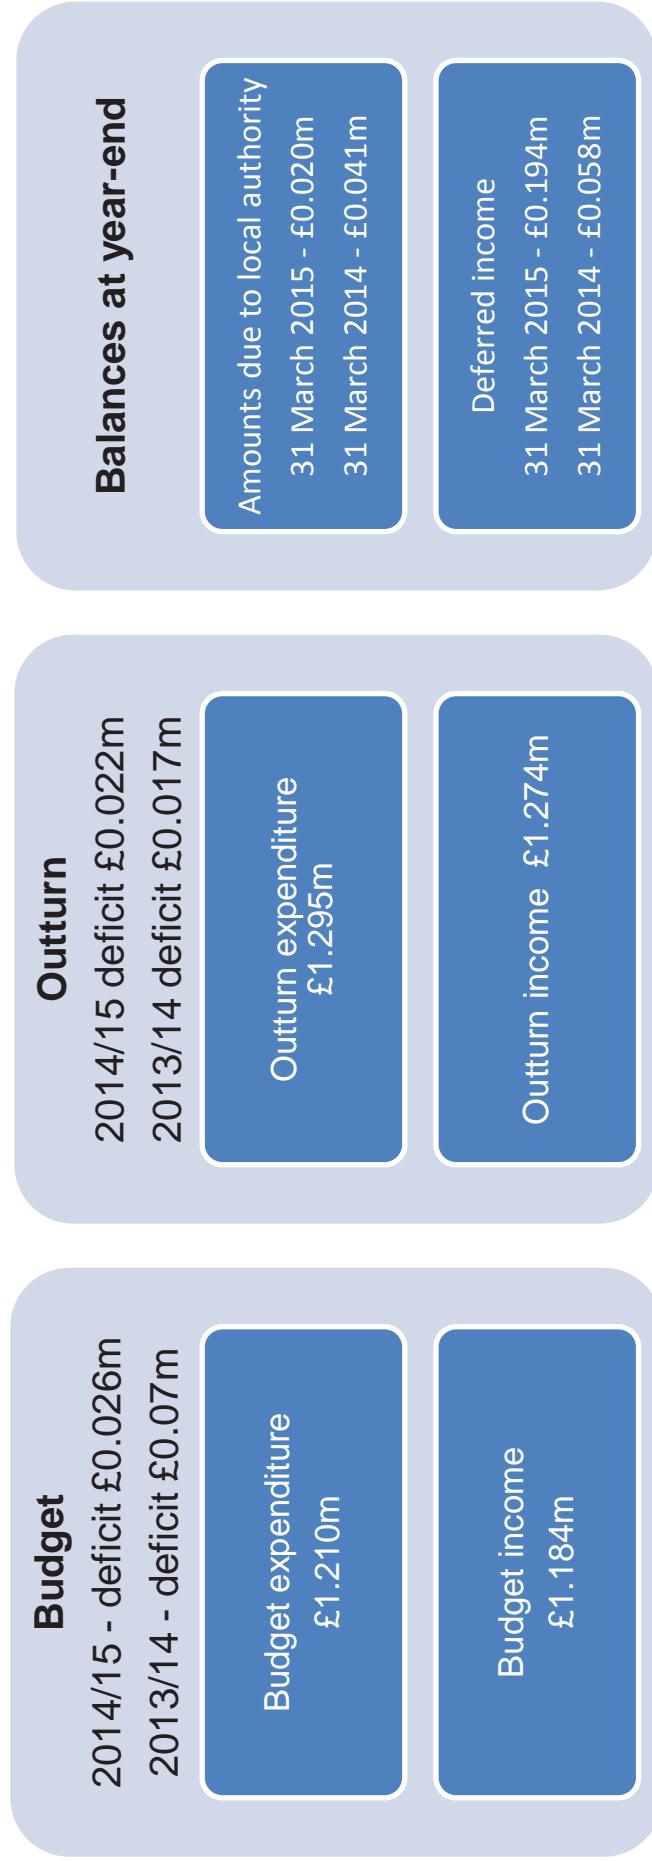 Budget
2014/15 - deficit £0.026m
2013/14 - deficit £0.07m
Budget expenditure
£1.210m
Budget income
£1.184m
Outturn
2014/15 deficit £0.022m
2013/14 deficit £0.017m
Outturn expenditure
£1.295m
Outturn income £1.274m
Balances at year-end
Amounts due to local authority
31 March 2015 - £0.020m
31 March 2014 - £0.041m
Deferred income
31 March 2015 - £0.194m
31 March 2014 - £0.058m